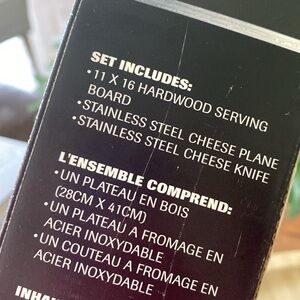 SET INCLUDES:
•11 X 16 HARDWOOD SERVING
BOARD
•STAINLESS STEEL CHEESE PLANE
•STAINLESS STEEL CHEESE KNIFE
L'ENSEMBLE COMPREND:
•UN PLATEAU EN BOIS
(28CM X 41CM)
•UN PLATEAU A FROMAGE EN
ACIER INOXYDABLE
•UN COUTEAU A FROMAGE EN
ACIER INOXYDABLE